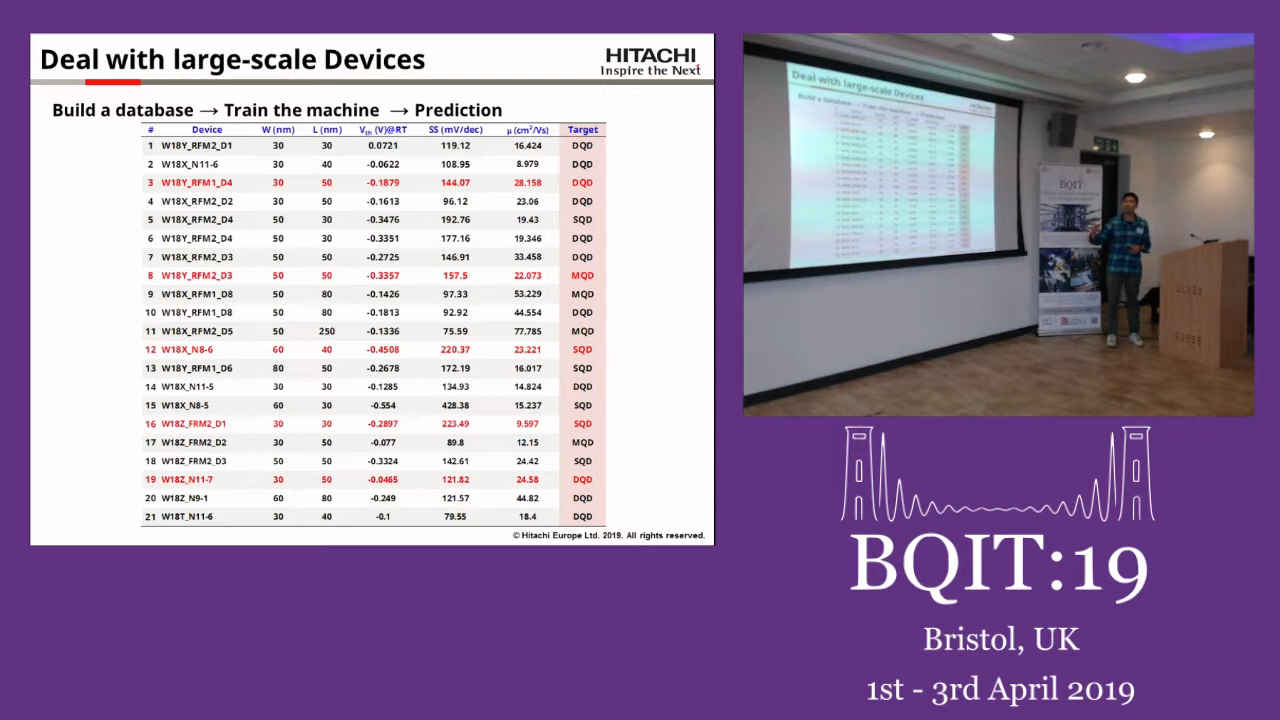 Deal with large-scale Devices
HITACHI
Inspire the Next
Build a database → Train the machine → Prediction
# Device W (nm) L (nm) Vth (V)@RT SS (mV/dec) μ (cm²/Vs) Target
1 W18Y_RFM2_D1 30 30 0.0721 119.12 16.424 DQD
2 W18X_N11-6 30 40 -0.0622 108.95 8.979 DQD
3 W18Y_RFM1_D4 30 50 -0.1879 144.07 28.158 DQD
4 W18X_RFM2_D2 30 50 -0.1613 96.12 23.06 DQD
5 W18X_RFM2_D4 50 30 -0.3476 192.76 19.43 SQD
6 W18Y_RFM2_D4 50 30 -0.3351 177.16 19.346 DQD
7 W18X_RFM2_D3 50 50 -0.2725 146.91 33.458 DQD
8 W18Y_RFM2_D3 50 50 -0.3357 157.5 22.073 MQD
9 W18X_RFM1_D8 50 80 -0.1426 97.33 53.229 MQD
10 W18Y_RFM1_D8 50 80 -0.1813 92.92 44.554 DQD
11 W18X_RFM2_D5 50 250 -0.1336 75.59 77.785 MQD
12 W18X_N8-6 60 40 -0.4508 220.37 23.221 SQD
13 W18Y_RFM1_D6 80 50 -0.2678 172.19 16.017 SQD
14 W18X_N11-5 30 30 -0.1285 134.93 14.824 DQD
15 W18X_N8-5 60 30 -0.554 428.38 15.237 SQD
16 W18Z_FRM2_D1 30 30 -0.2897 223.49 9.597 SQD
17 W18Z_FRM2_D2 30 50 -0.077 89.8 12.15 MQD
18 W18Z_FRM2_D3 50 50 -0.3324 142.61 24.42 SQD
19 W18Z_N11-7 30 50 -0.0465 121.82 24.58 DQD
20 W18Z_N9-1 60 80 -0.249 121.57 44.82 DQD
21 W18T_N11-6 30 40 -0.1 79.55 18.4 DQD
© Hitachi Europe Ltd. 2019. All rights reserved.
Deal with large-scale Devices
HITACHI
Build a database → Train the machine → Prediction
BQIT
BQIT:19
Bristol, UK
1st - 3rd April 2019